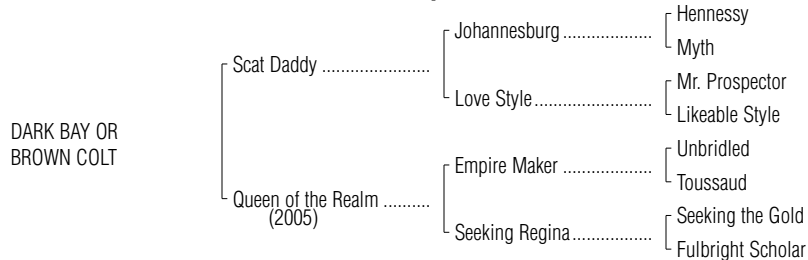 Hennessy
Johannesburg ...................
Myth
Scat Daddy .......................
Mr. Prospector
Love Style.........................
Likeable Style
DARK BAY OR
BROWN COLT
Unbridled
Empire Maker ...................
Toussaud
Queen of the Realm ..........
(2005)
Seeking the Gold
Seeking Regina.................
Fulbright Scholar